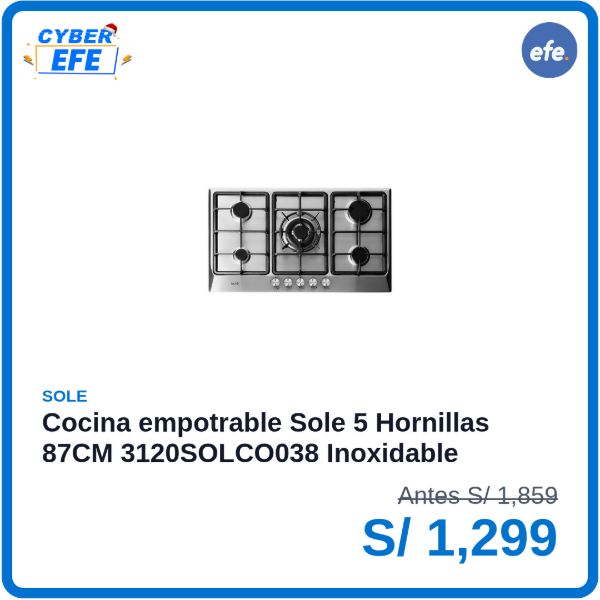 CYBER
EFE
efe.
SOLE
Cocina empotrable Sole 5 Hornillas
87CM 3120SOLCO038 Inoxidable
Antes S/ 1,859
S/ 1,299